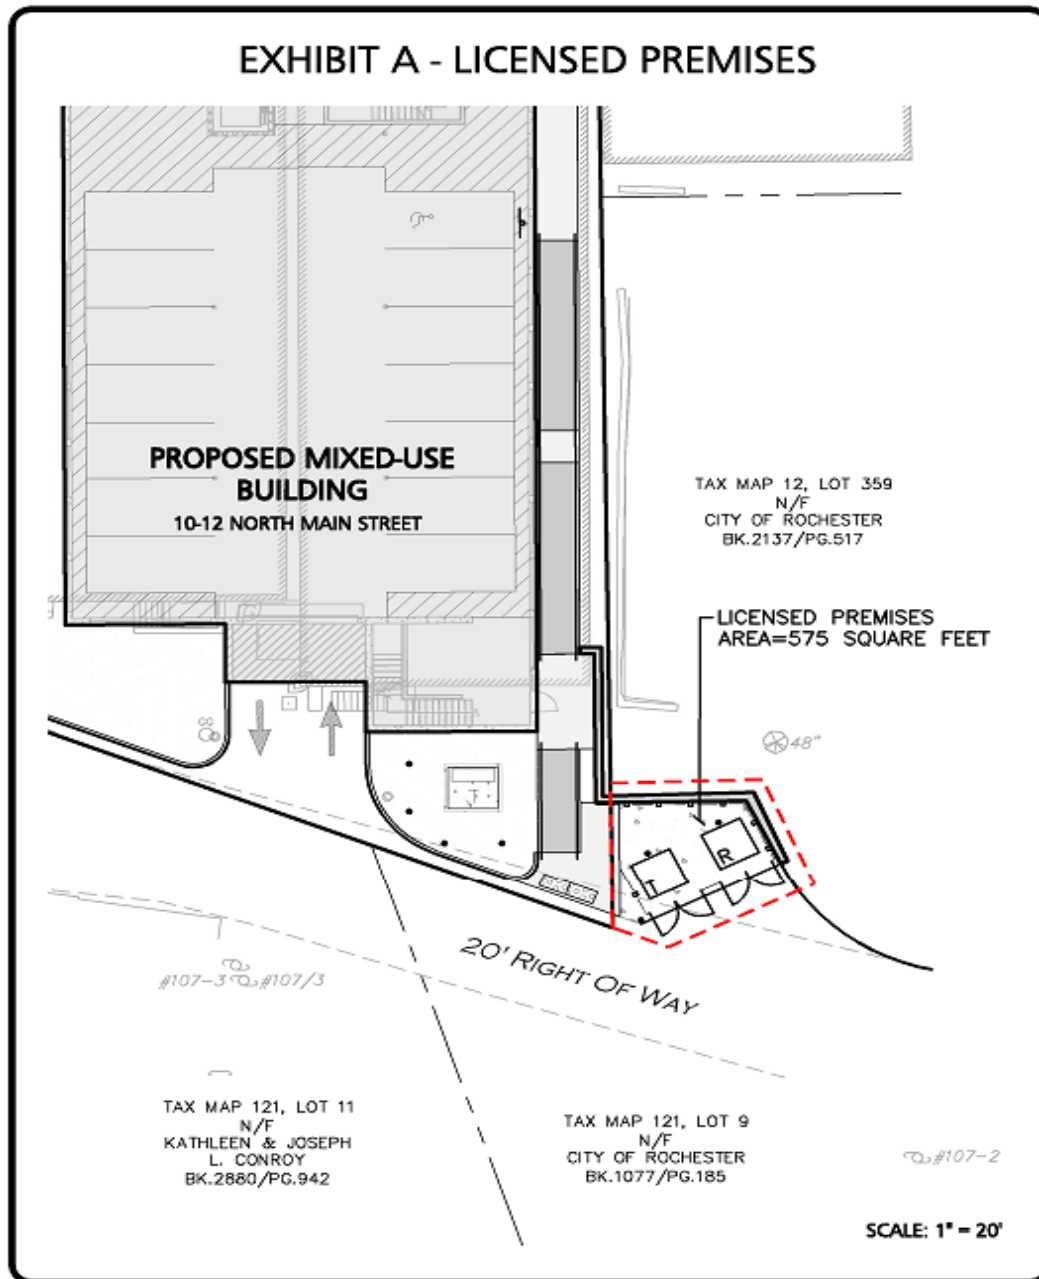 EXHIBIT A - LICENSED PREMISES
PROPOSED MIXED-USE
BUILDING
10-12 NORTH MAIN STREET
TAX MAP 12, LOT 359
N/F
CITY OF ROCHESTER
BK.2137/PG.517
LICENSED PREMISES
AREA=575 SQUARE FEET
48"
T
R
T
20' RIGHT OF WAY
#107-3
#107/3
TAX MAP 121, LOT 11
N/F
KATHLEEN & JOSEPH
L. CONROY
BK.2880/PG.942
TAX MAP 121, LOT 9
N/F
CITY OF ROCHESTER
BK.1077/PG.185
#107-2
SCALE: 1" = 20'